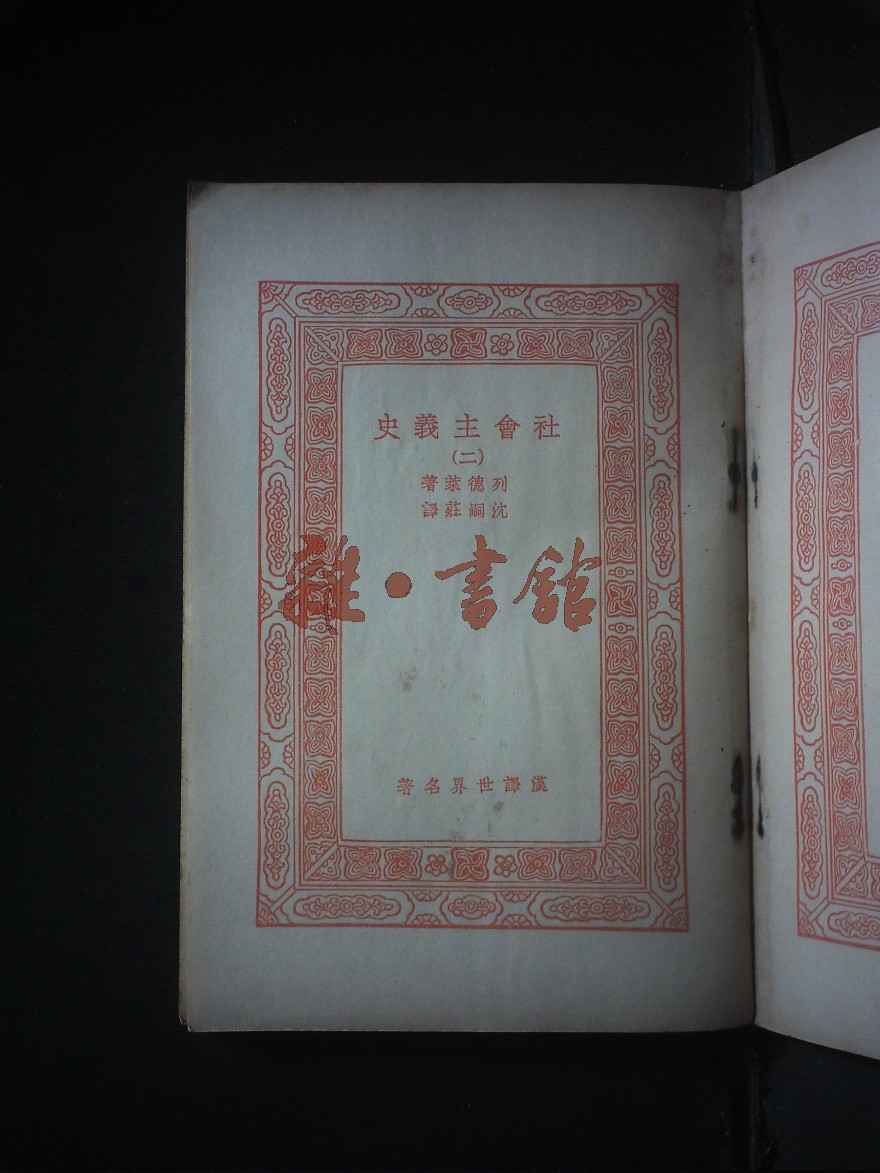 社會主義史
(二)
列德萊著
沈嗣莊譯
雜·書館
漢譯世界名著